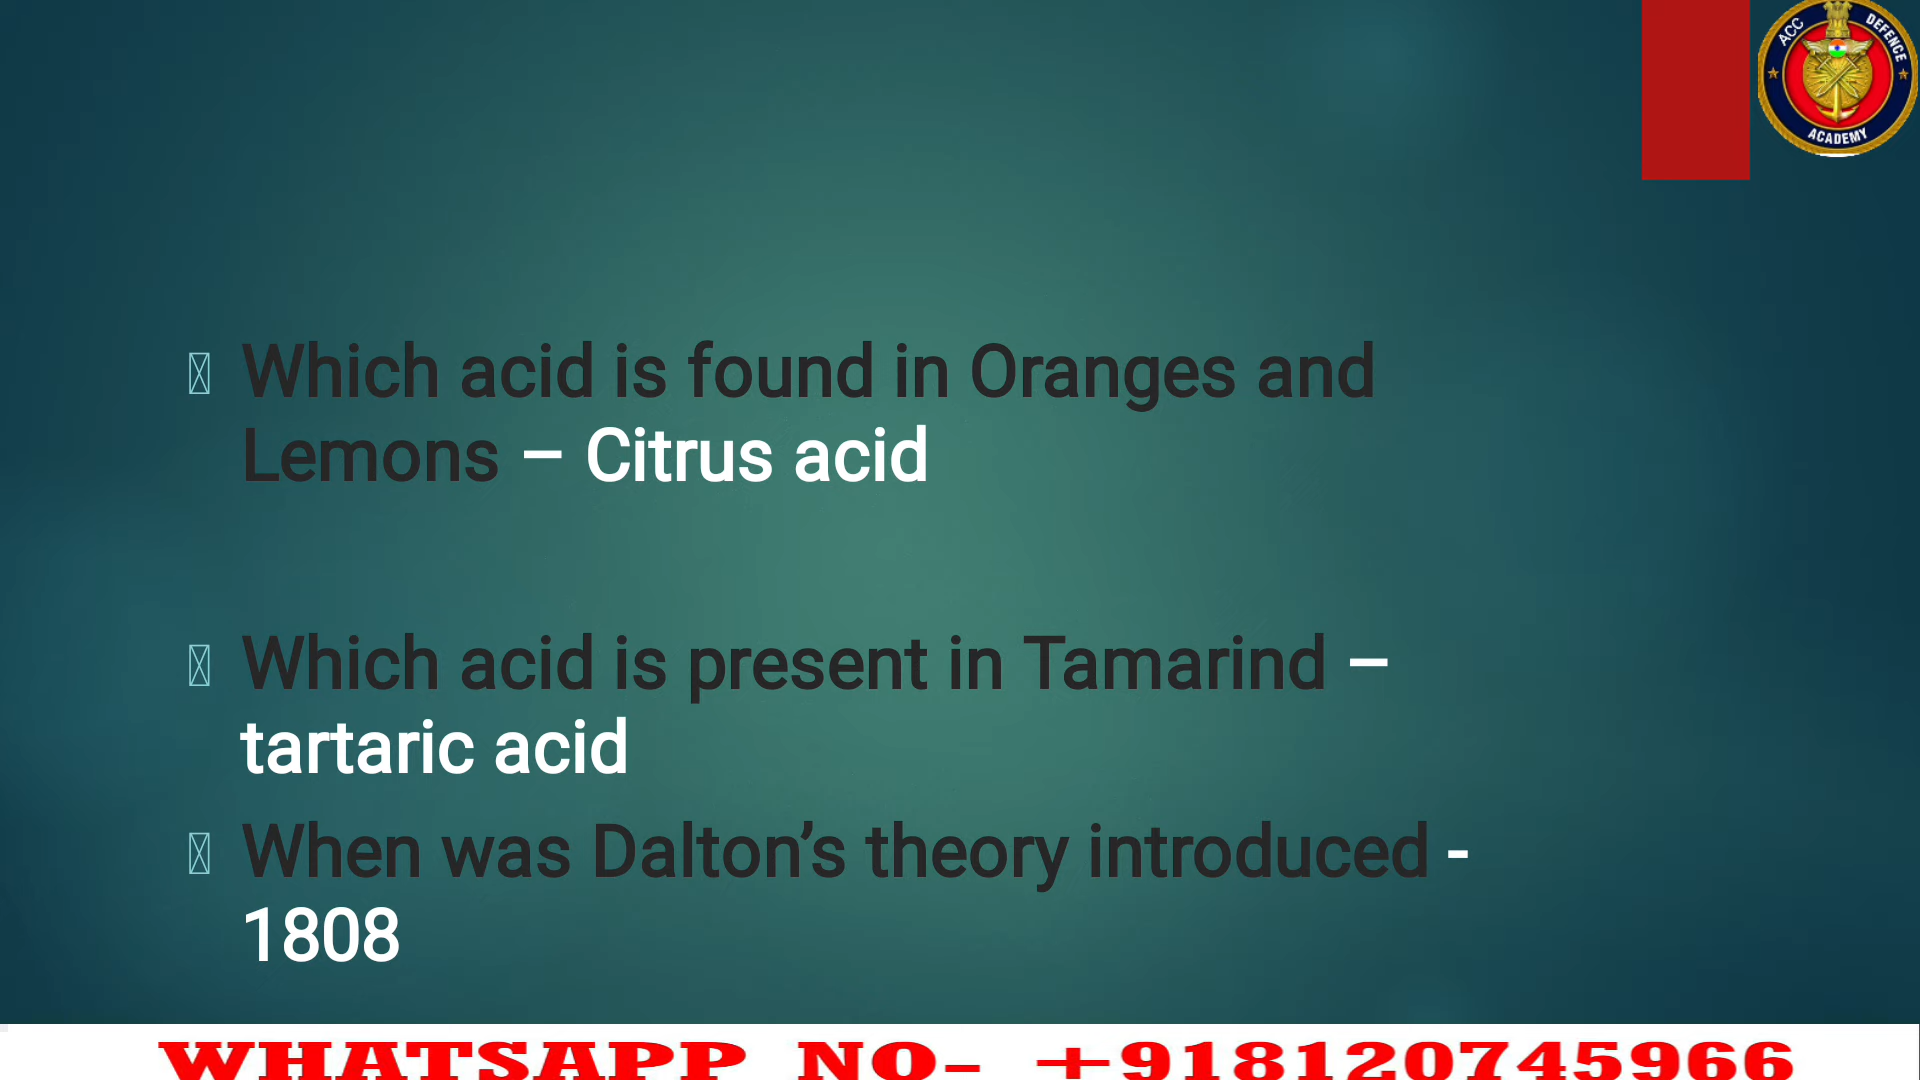 ACC DEFENCE
ACADEMY
Which acid is found in Oranges and
Lemons – Citrus acid
Which acid is present in Tamarind –
tartaric acid
When was Dalton’s theory introduced -
1808
WHATSAPP NO- +918120745966